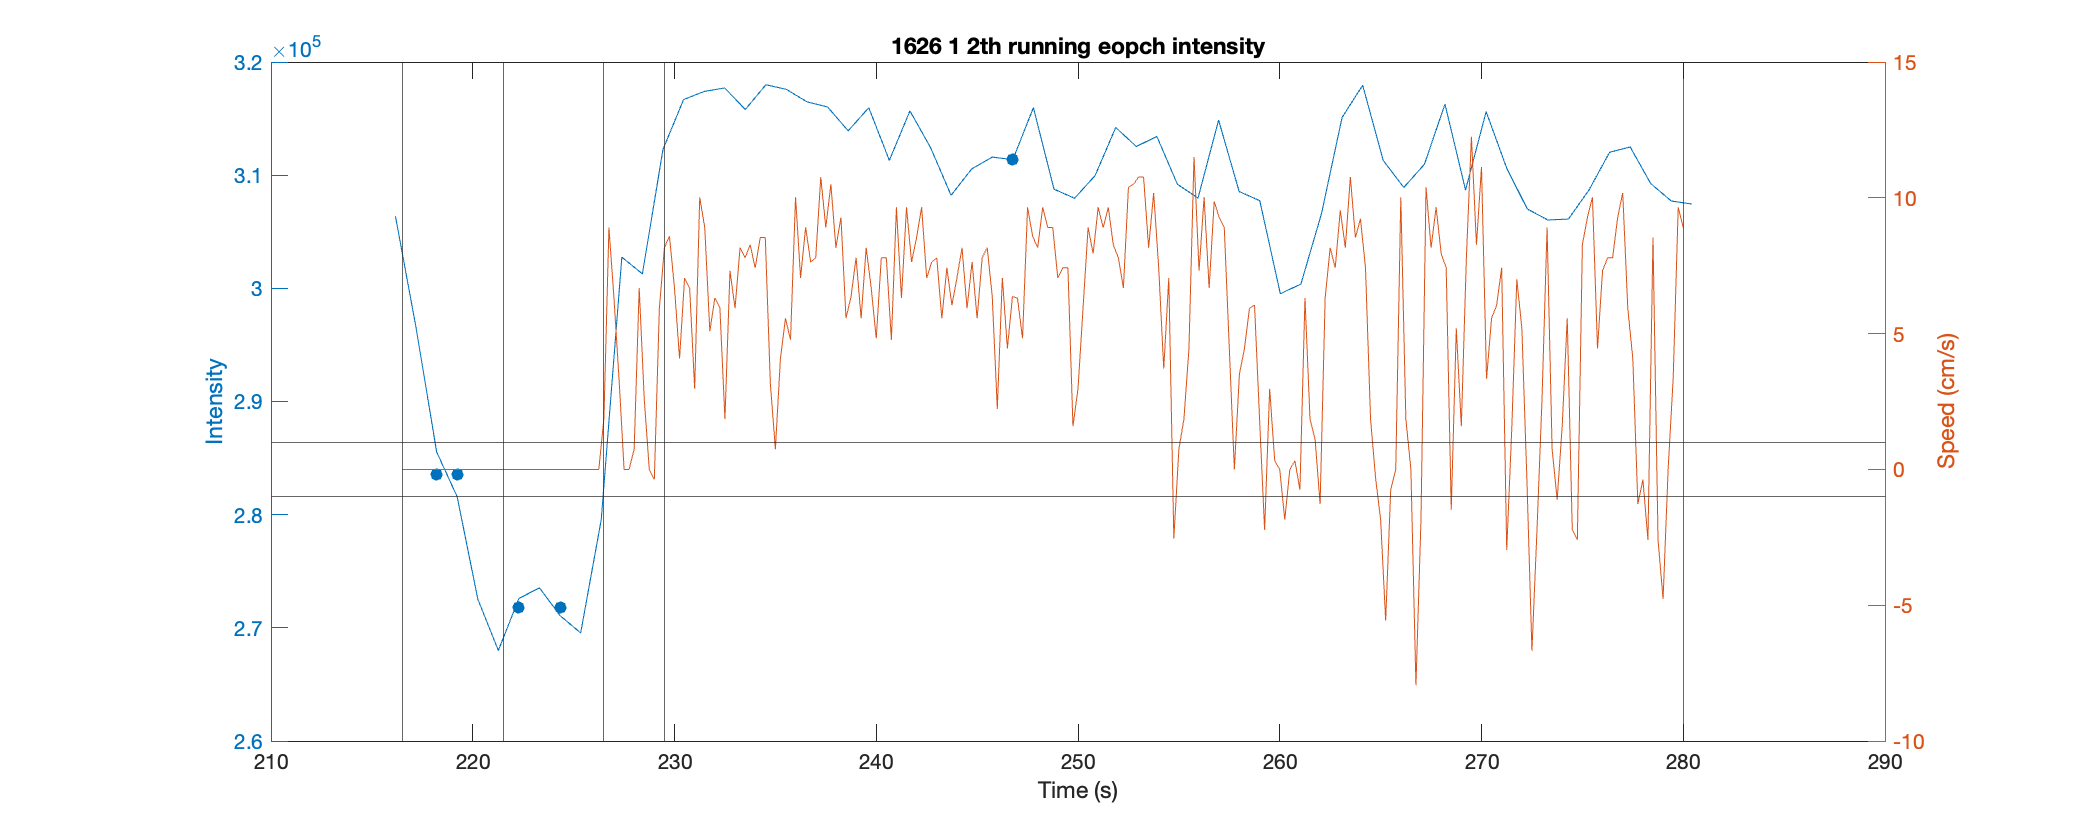 1626 1 2th running eopch intensity
×10^5
3.2
3.1
3
2.9
2.8
2.7
2.6
Intensity
15
10
5
0
-5
-10
Speed (cm/s)
210 220 230 240 250 260 270 280 290
Time (s)